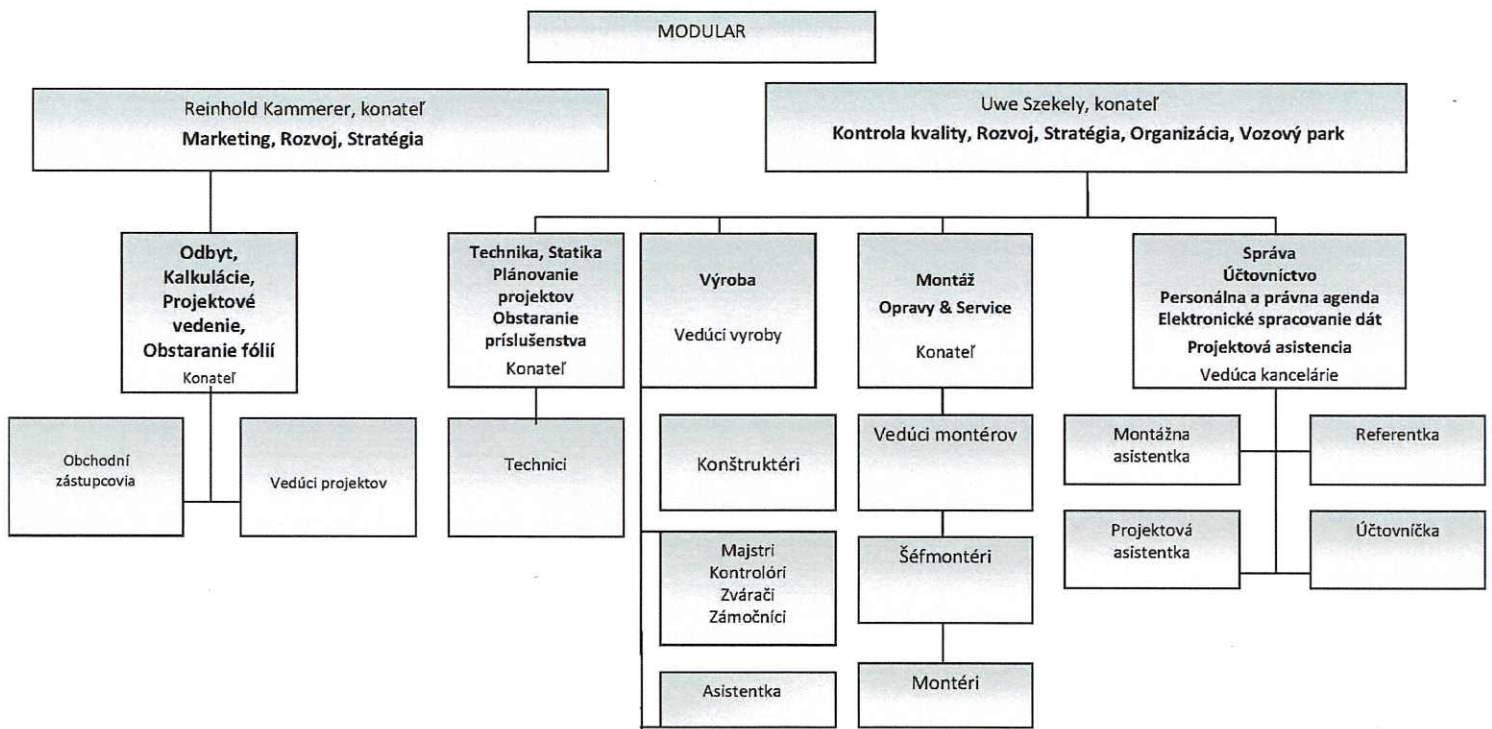 MODULAR
Reinhold Kammerer, konateľ
Marketing, Rozvoj, Stratégia
Uwe Szekely, konateľ
Kontrola kvality, Rozvoj, Stratégia, Organizácia, Vozový park
Odbyt,
Kalkulácie,
Projektové
vedenie,
Obstaranie fólií
Konateľ
Technika, Statika
Plánovanie
projektov
Obstaranie
príslušenstva
Konateľ
Výroba
Vedúci vyroby
Montáž
Opravy & Service
Konateľ
Správa
Účtovníctvo
Personálna a právna agenda
Elektronické spracovanie dát
Projektová asistencia
Vedúca kancelárie
Obchodní
zástupcovia
Vedúci projektov
Technici
Konštruktéri
Vedúci montérov
Montážna
asistentka
Referentka
Majstri
Kontrolóri
Zvárači
Zámočníci
Šéfmontéri
Projektová
asistentka
Účtovníčka
Asistentka
Montéri